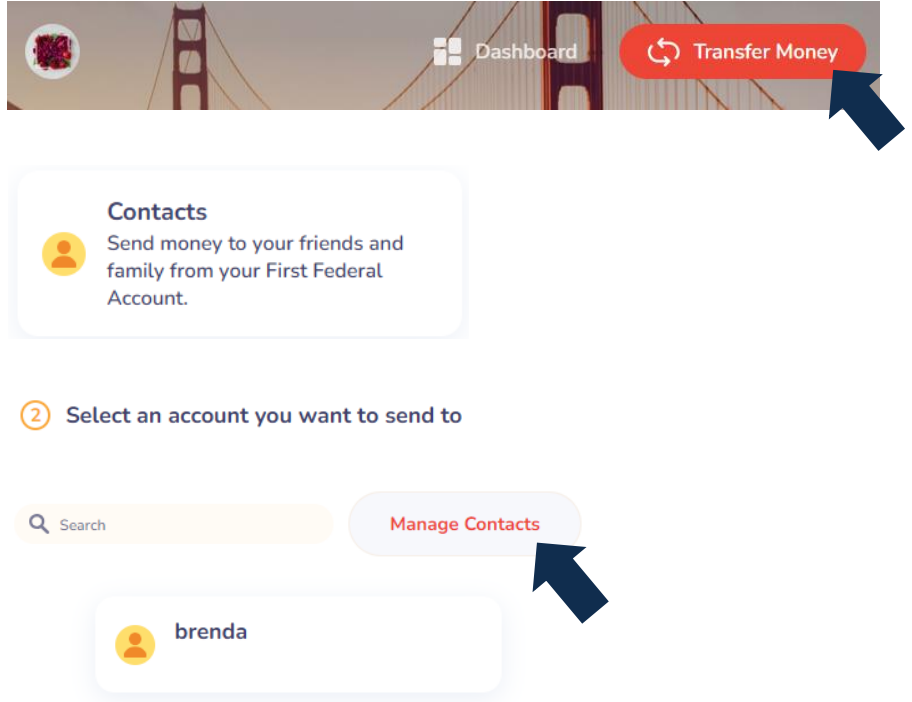 Dashboard
Transfer Money
Contacts
Send money to your friends and
family from your First Federal
Account.
2 Select an account you want to send to
Search
Manage Contacts
brenda